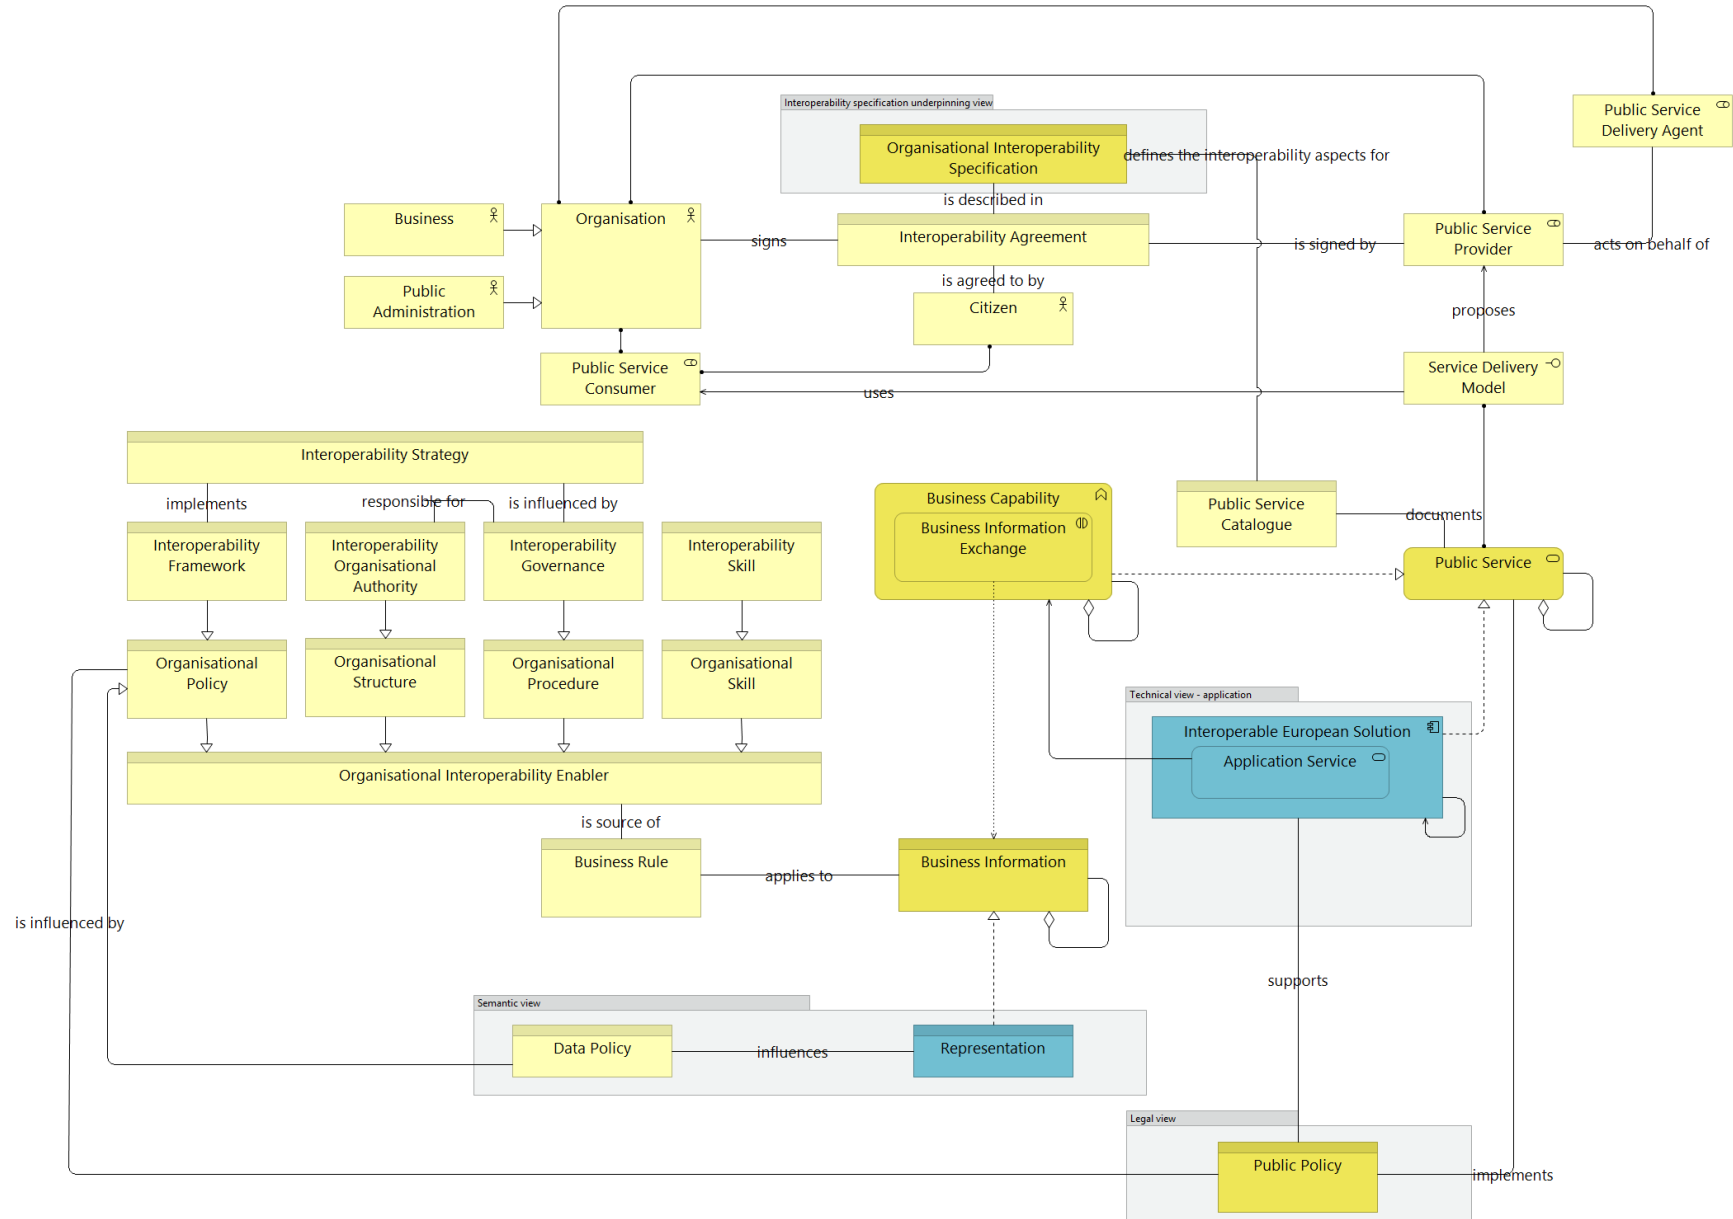 Interoperability specification underpinning view
Public Service
Delivery Agent
Organisational Interoperability
Specification
defines the interoperability aspects for
is described in
Business
Organisation
signs
Interoperability Agreement
is signed by
Public Service
Provider
acts on behalf of
is agreed to by
Public
Administration
Citizen
proposes
Public Service
Consumer
uses
Service Delivery
Model
Interoperability Strategy
implements
responsible for
is influenced by
Business Capability
Business Information
Exchange
Public Service
Catalogue
documents
Interoperability
Framework
Interoperability
Organisational
Authority
Interoperability
Governance
Interoperability
Skill
Public Service
Organisational
Policy
Organisational
Structure
Organisational
Procedure
Organisational
Skill
Technical view - application
Interoperable European Solution
Application Service
Organisational Interoperability Enabler
is source of
Business Rule
applies to
Business Information
is influenced by
supports
Semantic view
Data Policy
influences
Representation
Legal view
Public Policy
implements